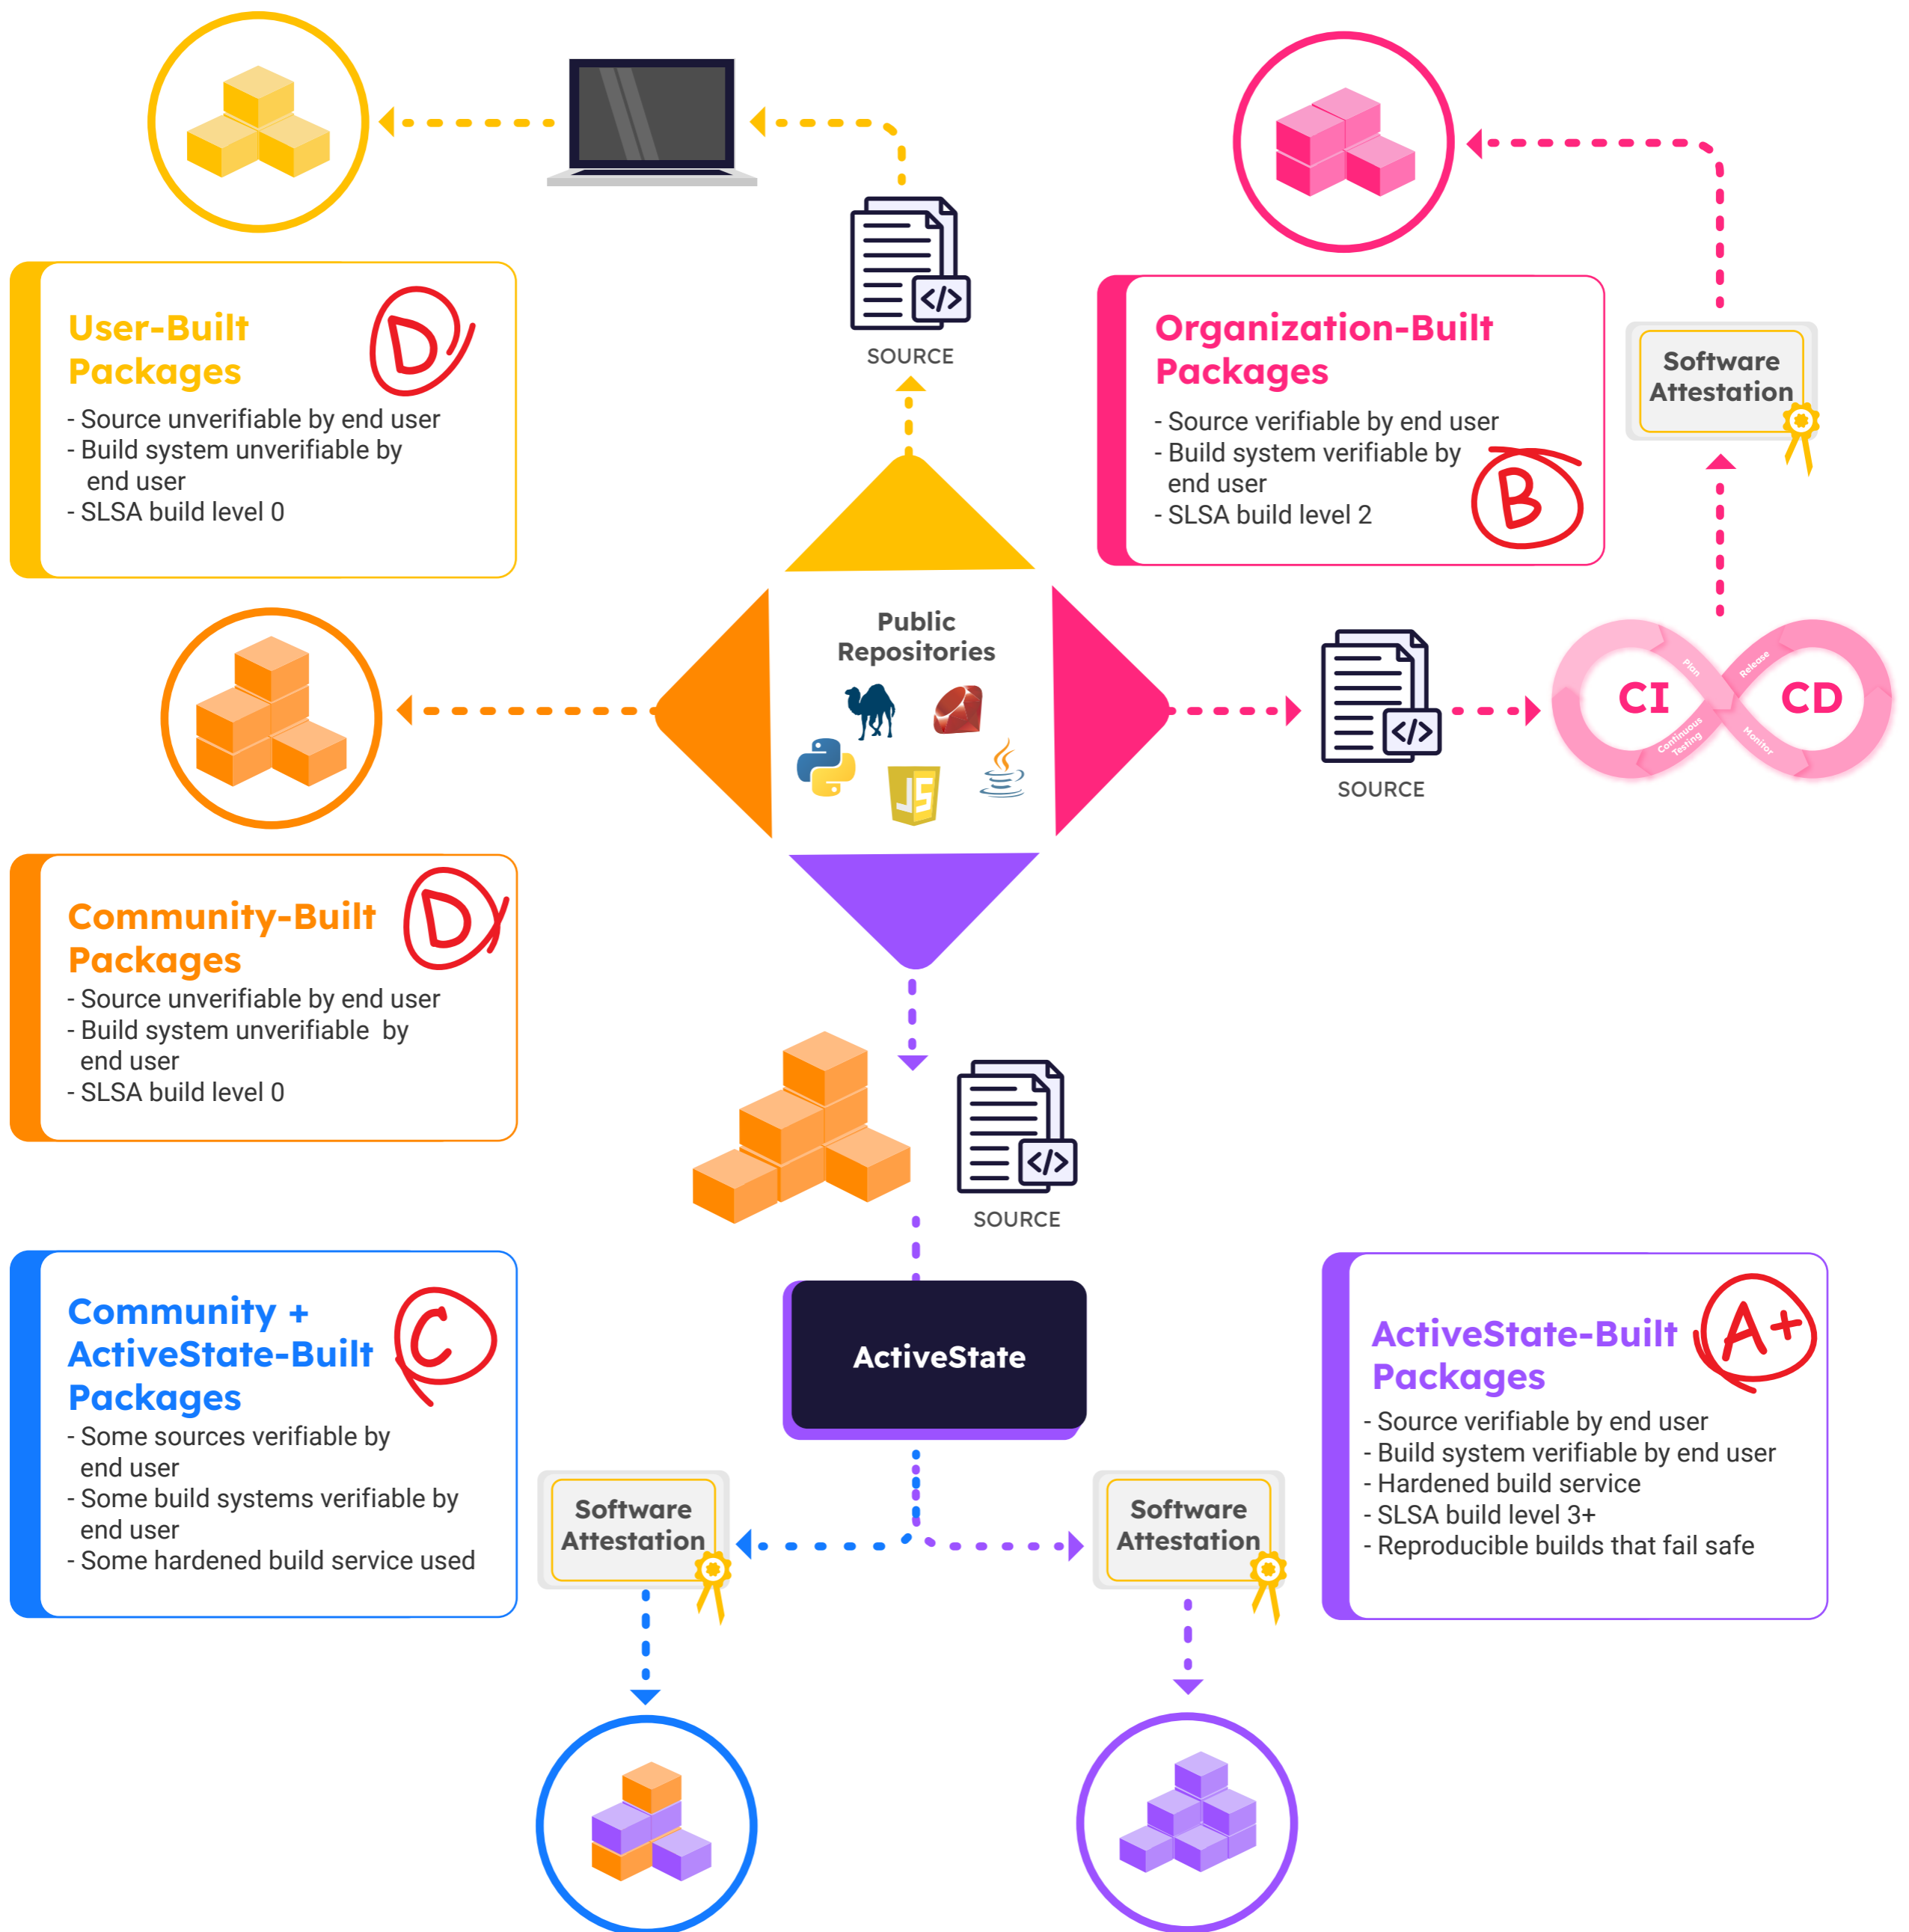 User-Built
Packages
D
- Source unverifiable by end user
- Build system unverifiable by
end user
- SLSA build level 0
</>
SOURCE
Organization-Built
Packages
- Source verifiable by end user
- Build system verifiable by
end user
- SLSA build level 2
B
Software
Attestation
Public
Repositories
JS
</>
SOURCE
CI
CD
Plan
Release
Continuous
Testing
Monitor
Community-Built
Packages
D
- Source unverifiable by end user
- Build system unverifiable  by
end user
- SLSA build level 0
</>
SOURCE
Community +
ActiveState-Built
Packages
C
- Some sources verifiable by
end user
- Some build systems verifiable by
end user
- Some hardened build service used
ActiveState
Software
Attestation
Software
Attestation
ActiveState-Built
Packages
A+
- Source verifiable by end user
- Build system verifiable by end user
- Hardened build service
- SLSA build level 3+
- Reproducible builds that fail safe